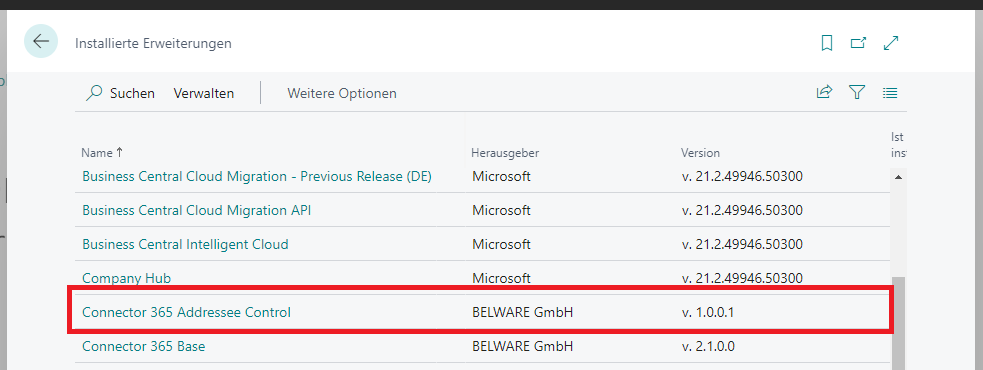 Installierte Erweiterungen
Suchen Verwalten Weitere Optionen
Name ↑ Herausgeber Version Ist
Business Central Cloud Migration - Previous Release (DE) Microsoft v. 21.2.49946.50300
Business Central Cloud Migration API Microsoft v. 21.2.49946.50300
Business Central Intelligent Cloud Microsoft v. 21.2.49946.50300
Company Hub Microsoft v. 21.2.49946.50300
Connector 365 Addressee Control BELWARE GmbH v. 1.0.0.1
Connector 365 Base BELWARE GmbH v. 2.1.0.0